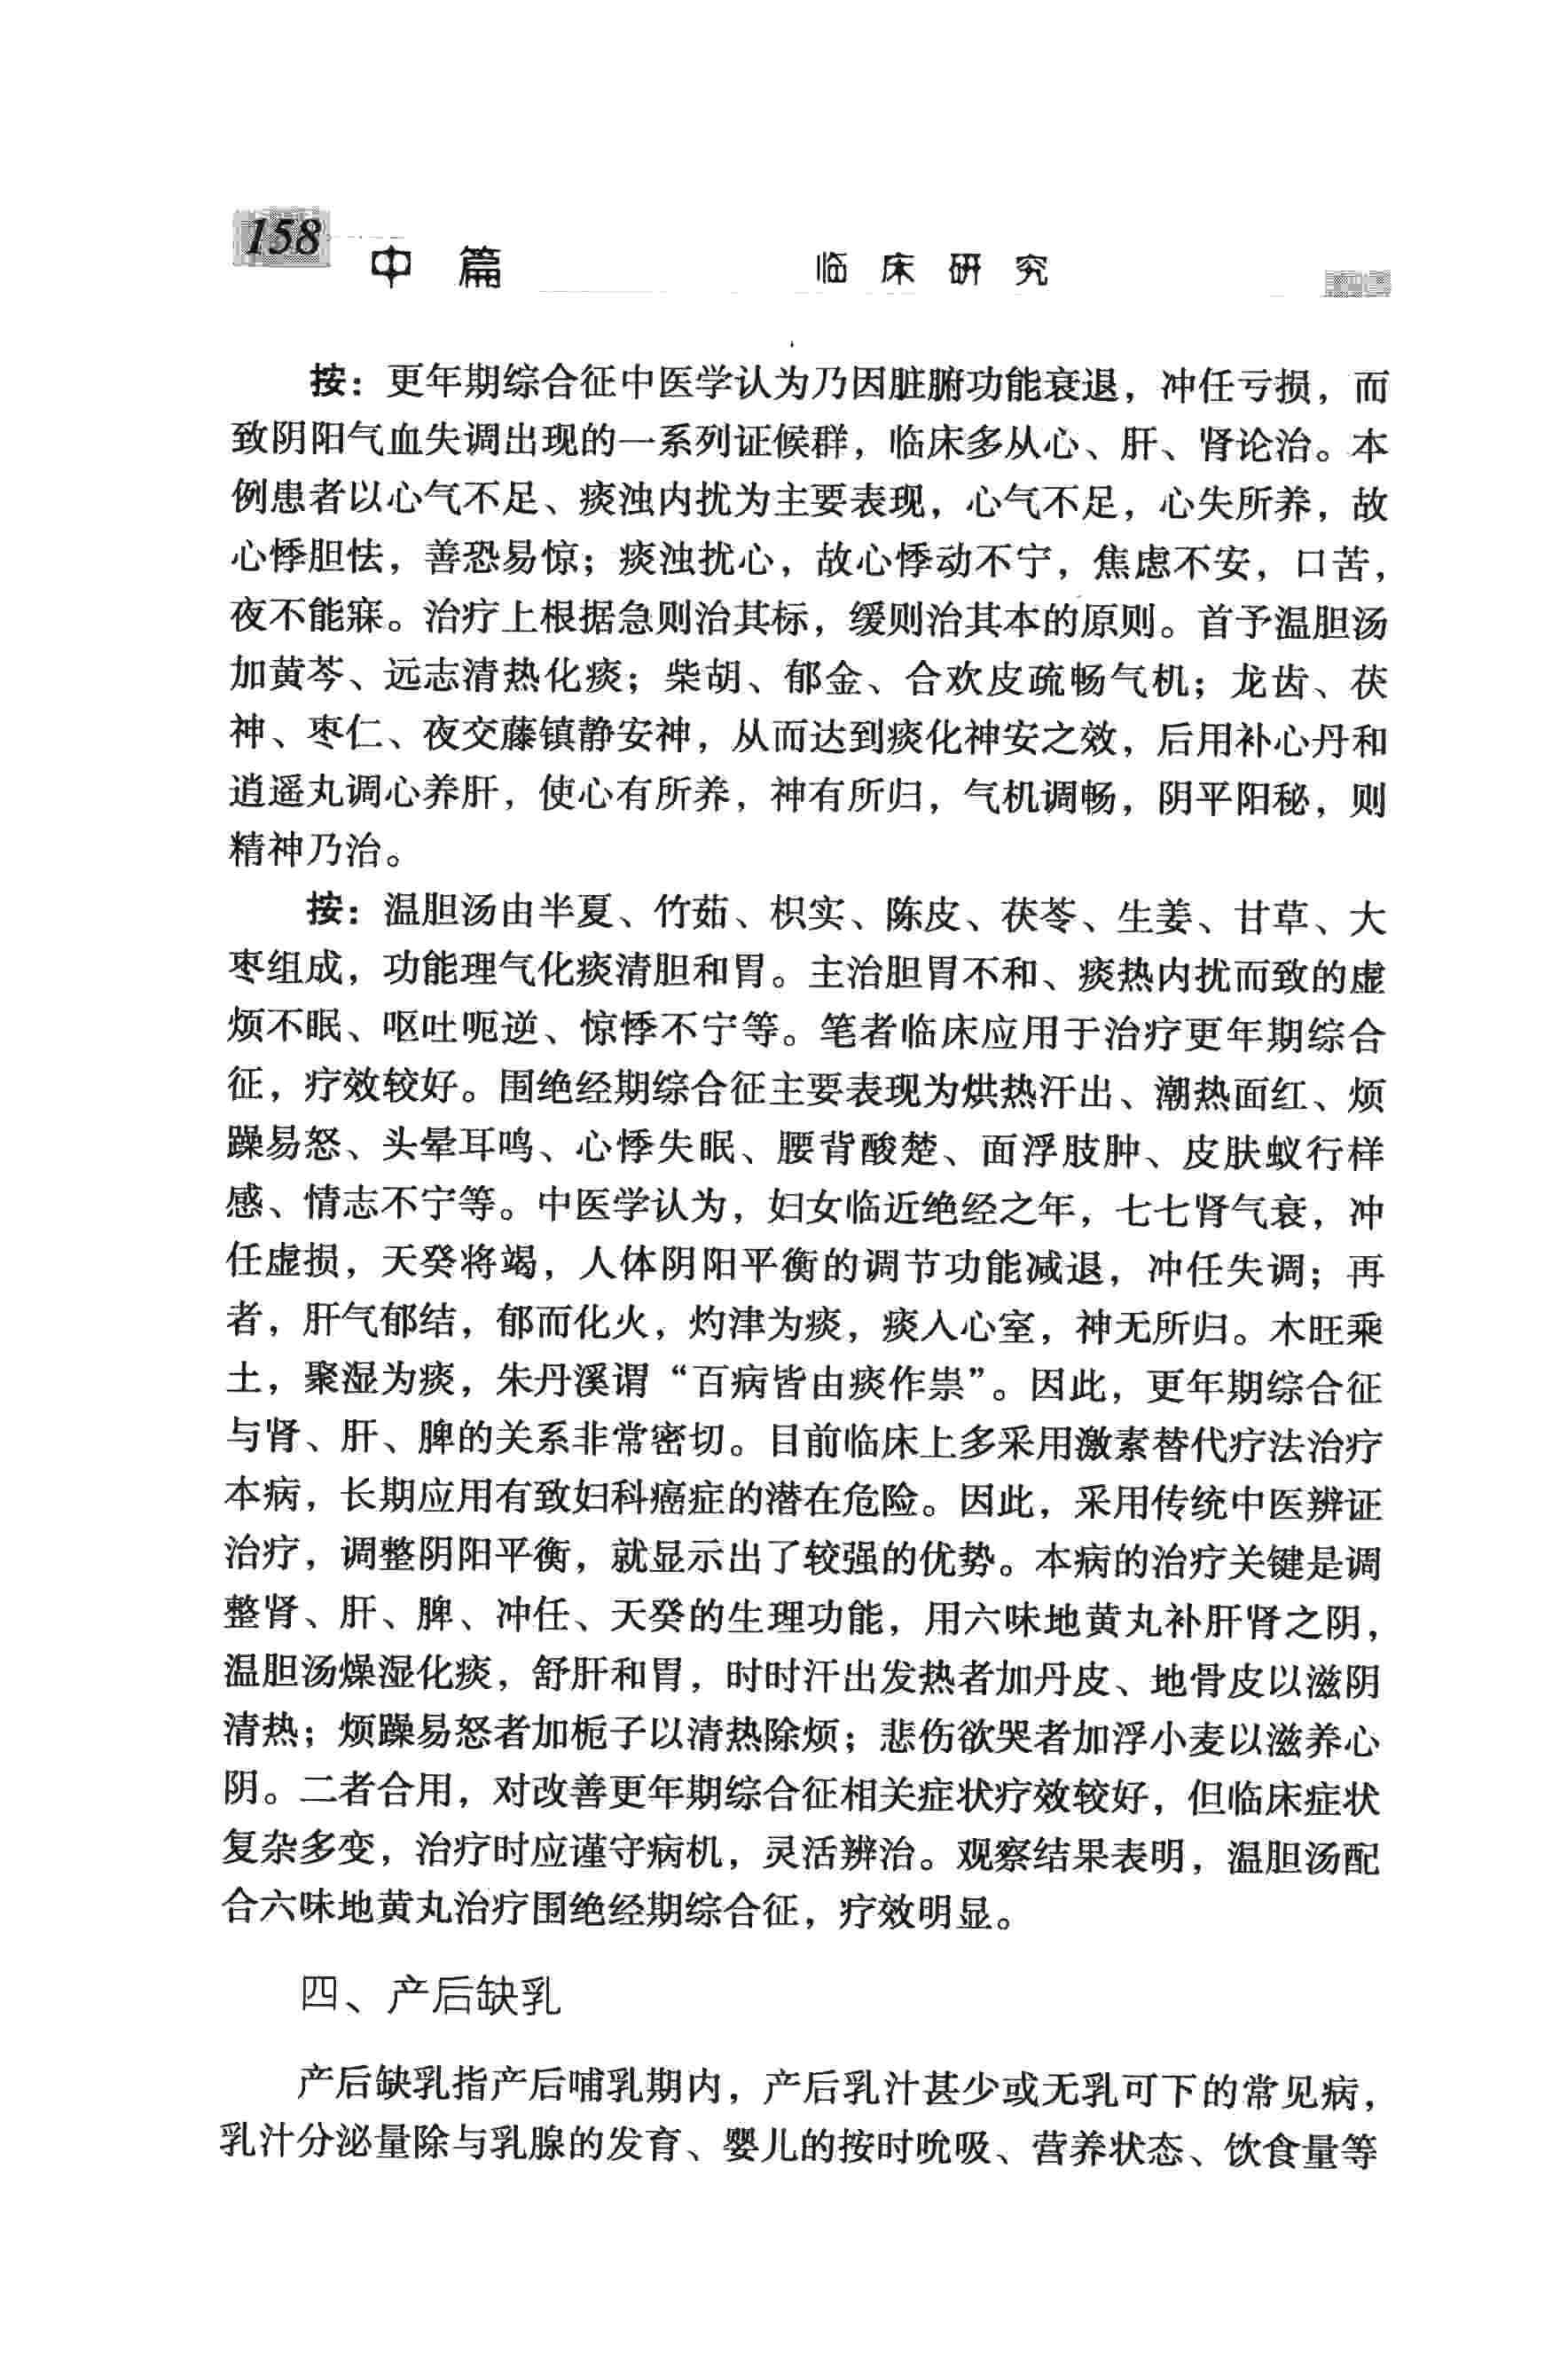 158
中 篇 临 床 研 究
按：更年期综合征中医学认为乃因脏腑功能衰退，冲任亏损，而
致阴阳气血失调出现的一系列证候群，临床多从心、肝、肾论治。本
例患者以心气不足、痰浊内扰为主要表现，心气不足，心失所养，故
心悸胆怯，善恐易惊；痰浊扰心，故心悸动不宁，焦虑不安，口苦，
夜不能寐。治疗上根据急则治其标，缓则治其本的原则。首予温胆汤
加黄芩、远志清热化痰；柴胡、郁金、合欢皮疏畅气机；龙齿、茯
神、枣仁、夜交藤镇静安神，从而达到痰化神安之效，后用补心丹和
逍遥丸调心养肝，使心有所养，神有所归，气机调畅，阴平阳秘，则
精神乃治。
按：温胆汤由半夏、竹茹、枳实、陈皮、茯苓、生姜、甘草、大
枣组成，功能理气化痰清胆和胃。主治胆胃不和、痰热内扰而致的虚
烦不眠、呕吐呃逆、惊悸不宁等。笔者临床应用于治疗更年期综合
征，疗效较好。围绝经期综合征主要表现为烘热汗出、潮热面红、烦
躁易怒、头晕耳鸣、心悸失眠、腰背酸楚、面浮肢肿、皮肤蚁行样
感、情志不宁等。中医学认为，妇女临近绝经之年，七七肾气衰，冲
任虚损，天癸将竭，人体阴阳平衡的调节功能减退，冲任失调；再
者，肝气郁结，郁而化火，灼津为痰，痰入心室，神无所归。木旺乘
土，聚湿为痰，朱丹溪谓“百病皆由痰作祟”。因此，更年期综合征
与肾、肝、脾的关系非常密切。目前临床上多采用激素替代疗法治疗
本病，长期应用有致妇科癌症的潜在危险。因此，采用传统中医辨证
治疗，调整阴阳平衡，就显示出了较强的优势。本病的治疗关键是调
整肾、肝、脾、冲任、天癸的生理功能，用六味地黄丸补肝肾之阴，
温胆汤燥湿化痰，舒肝和胃，时时汗出发热者加丹皮、地骨皮以滋阴
清热；烦躁易怒者加栀子以清热除烦；悲伤欲哭者加浮小麦以滋养心
阴。二者合用，对改善更年期综合征相关症状疗效较好，但临床症状
复杂多变，治疗时应谨守病机，灵活辨治。观察结果表明，温胆汤配
合六味地黄丸治疗围绝经期综合征，疗效明显。
四、产后缺乳
产后缺乳指产后哺乳期内，产后乳汁甚少或无乳可下的常见病，
乳汁分泌量除与乳腺的发育、婴儿的按时吮吸、营养状态、饮食量等